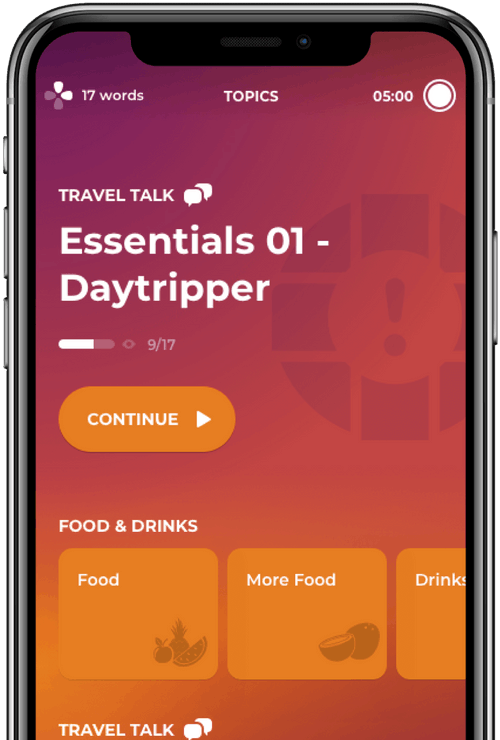 17 words
TOPICS
05:00
TRAVEL TALK
Essentials 01 -
Daytripper
9/17
CONTINUE
FOOD & DRINKS
Food
More Food
Drinks
TRAVEL TALK